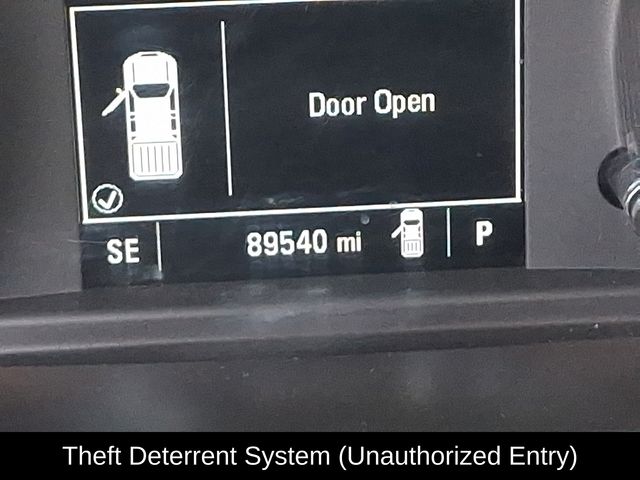 Door Open
SE
89540 mi
P
Theft Deterrent System (Unauthorized Entry)